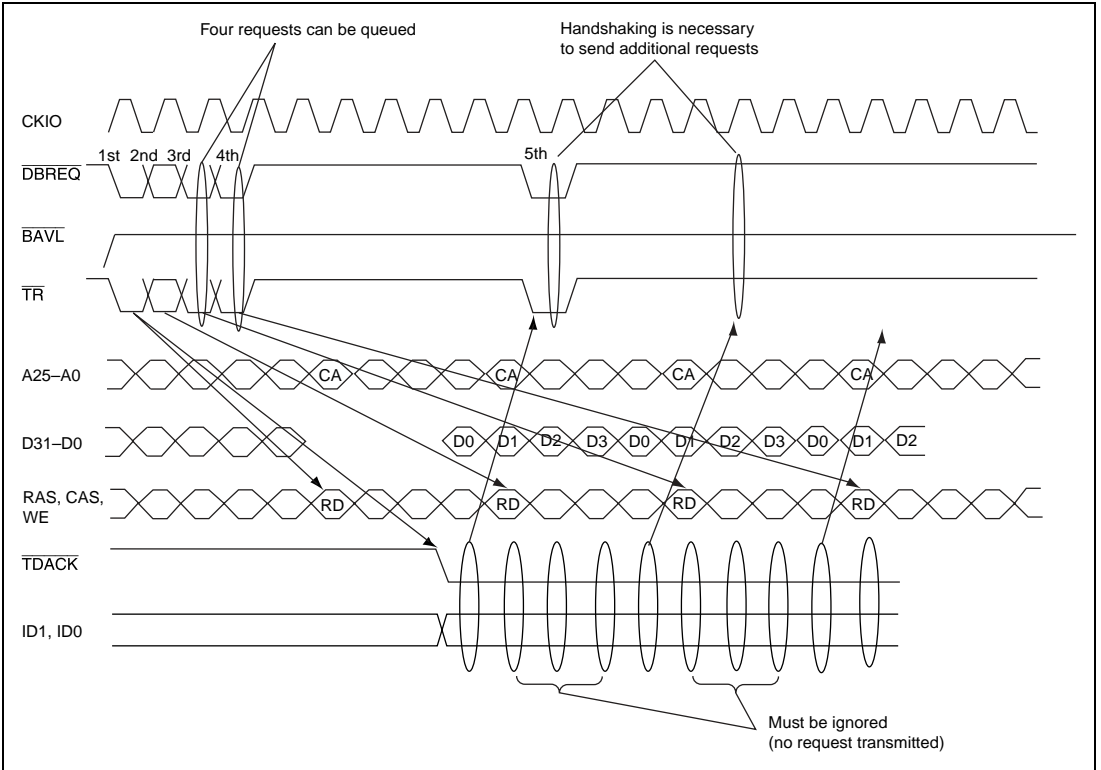 Four requests can be queued
Handshaking is necessary
to send additional requests
CKIO
1st 2nd 3rd 4th 5th
DBREQ
BAVL
TR
A25–A0 CA CA CA CA
D31–D0 D0 D1 D2 D3 D0 D1 D2 D3 D0 D1 D2
RAS, CAS,
WE
RD RD RD RD
TDACK
ID1, ID0
Must be ignored
(no request transmitted)